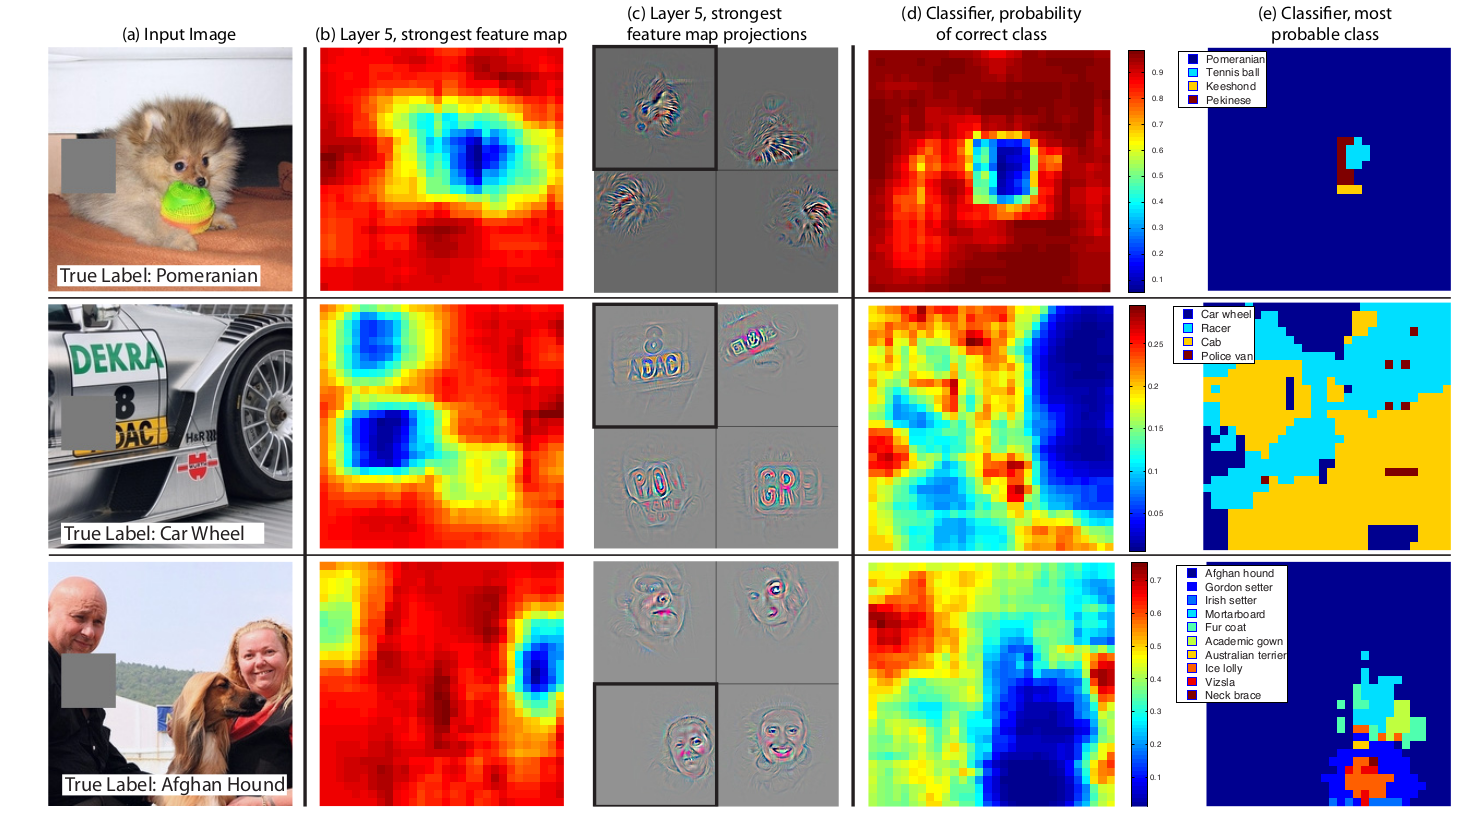 (a) Input Image
(b) Layer 5, strongest feature map
(c) Layer 5, strongest
feature map projections
(d) Classifier, probability
of correct class
(e) Classifier, most
probable class
True Label: Pomeranian
0.9
0.8
0.7
0.6
0.5
0.4
0.3
0.2
0.1
Pomeranian
Tennis ball
Keeshond
Pekinese
DEKRA
8
DAC
H&R
True Label: Car Wheel
ADAC
GRE
0.25
0.2
0.15
0.1
0.05
Car wheel
Racer
Cab
Police van
True Label: Afghan Hound
0.7
0.6
0.5
0.4
0.3
0.2
0.1
Afghan hound
Gordon setter
Irish setter
Mortarboard
Fur coat
Academic gown
Australian terrier
Ice lolly
Vizsla
Neck brace